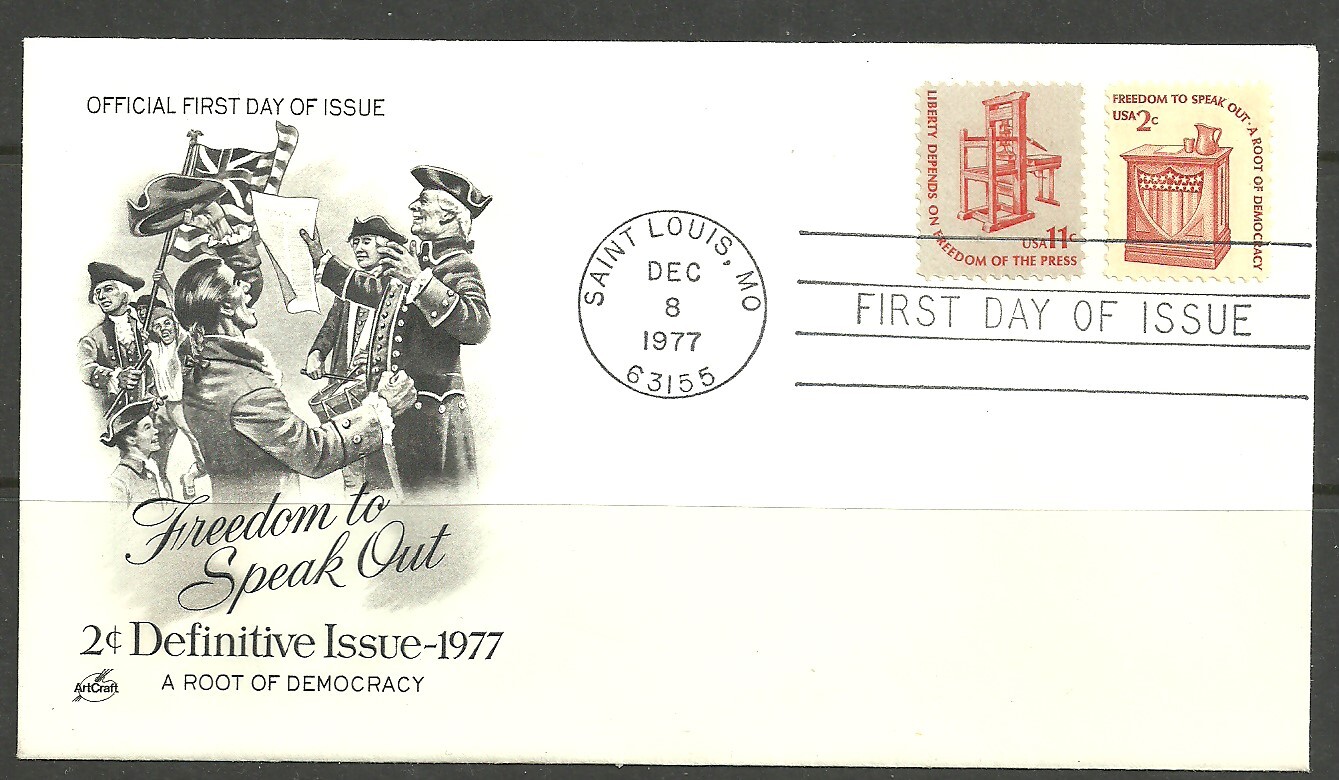 OFFICIAL FIRST DAY OF ISSUE
LIBERTY DEPENDS ON FREEDOM OF THE PRESS
USA 11c
FREEDOM TO SPEAK OUT · A ROOT OF DEMOCRACY
USA 2c
SAINT LOUIS, MO
DEC
8
1977
63155
FIRST DAY OF ISSUE
Freedom to
Speak Out
2¢ Definitive Issue-1977
ArtCraft
A ROOT OF DEMOCRACY